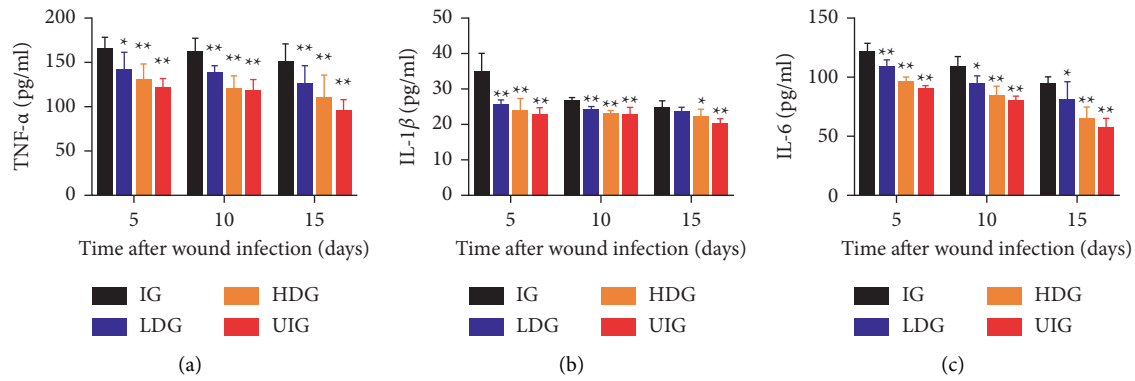 200
150
100
50
0
TNF-α (pg/ml)
* ** **
** ** **
** ** **
5 10 15
Time after wound infection (days)
IG HDG
LDG UIG
(a)
50
40
30
20
10
0
IL-1β (pg/ml)
** ** **
** ** **
* **
5 10 15
Time after wound infection (days)
IG HDG
LDG UIG
(b)
150
100
50
0
IL-6 (pg/ml)
** ** **
* ** **
* ** **
5 10 15
Time after wound infection (days)
IG HDG
LDG UIG
(c)